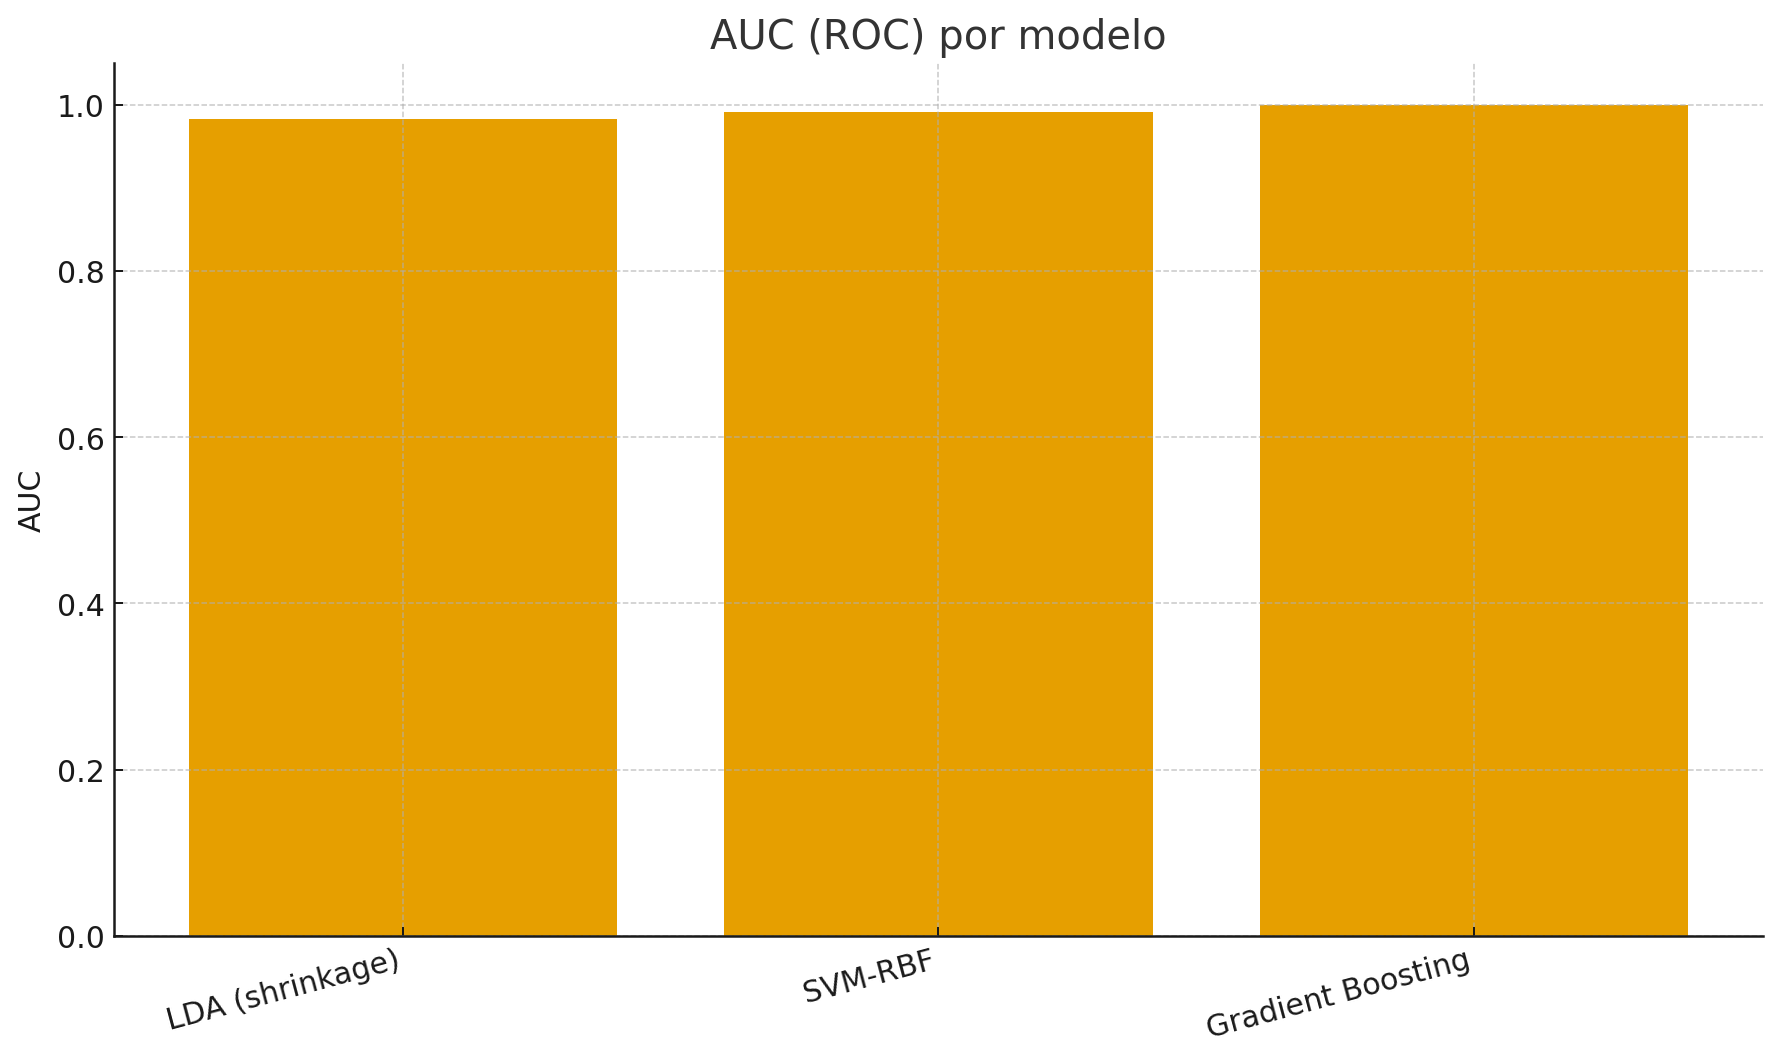 AUC (ROC) por modelo
1.0
0.8
0.6
0.4
0.2
0.0
AUC
LDA (shrinkage)
SVM-RBF
Gradient Boosting